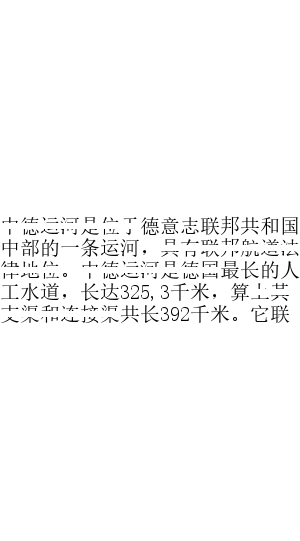 中德运河是位于德意志联邦共和国
中部的一条运河，具有联邦航道法
律地位。中德运河是德国最长的人
工水道，长达325,3千米，算上其
支渠和连接渠共长392千米。它联